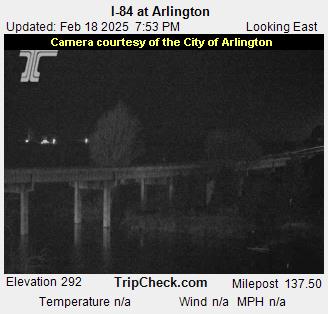 I-84 at Arlington
Updated: Feb 18 2025 7:53 PM Looking East
Camera courtesy of the City of Arlington
Elevation 292 TripCheck.com Milepost 137.50
Temperature n/a Wind n/a MPH n/a